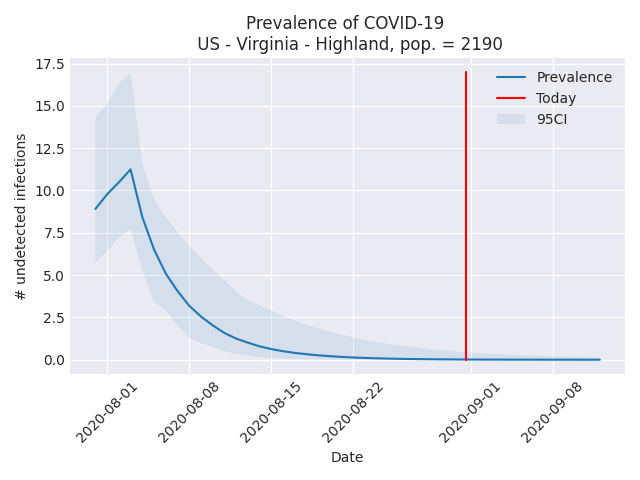 Prevalence of COVID-19
US - Virginia - Highland, pop. = 2190
17.5
15.0
12.5
10.0
7.5
5.0
2.5
0.0
# undetected infections
Prevalence
Today
95CI
2020-08-01
2020-08-08
2020-08-15
2020-08-22
2020-09-01
2020-09-08
Date